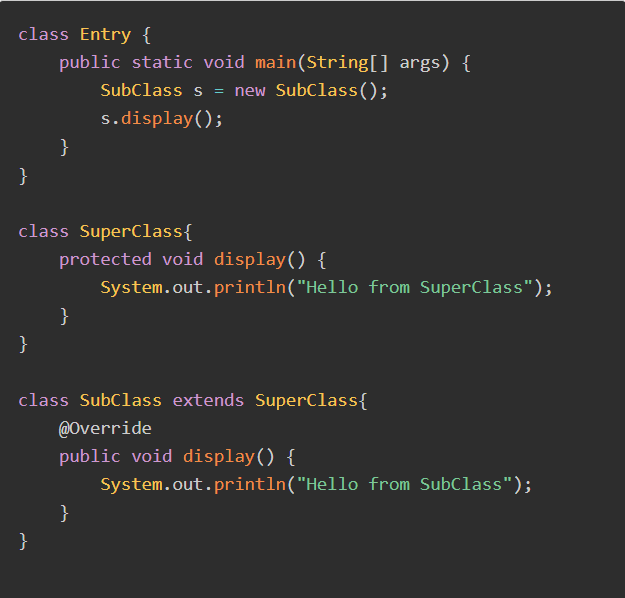 class Entry {
    public static void main(String[] args) {
        SubClass s = new SubClass();
        s.display();
    }
}

class SuperClass{
    protected void display() {
        System.out.println("Hello from SuperClass");
    }
}

class SubClass extends SuperClass{
    @Override
    public void display() {
        System.out.println("Hello from SubClass");
    }
}